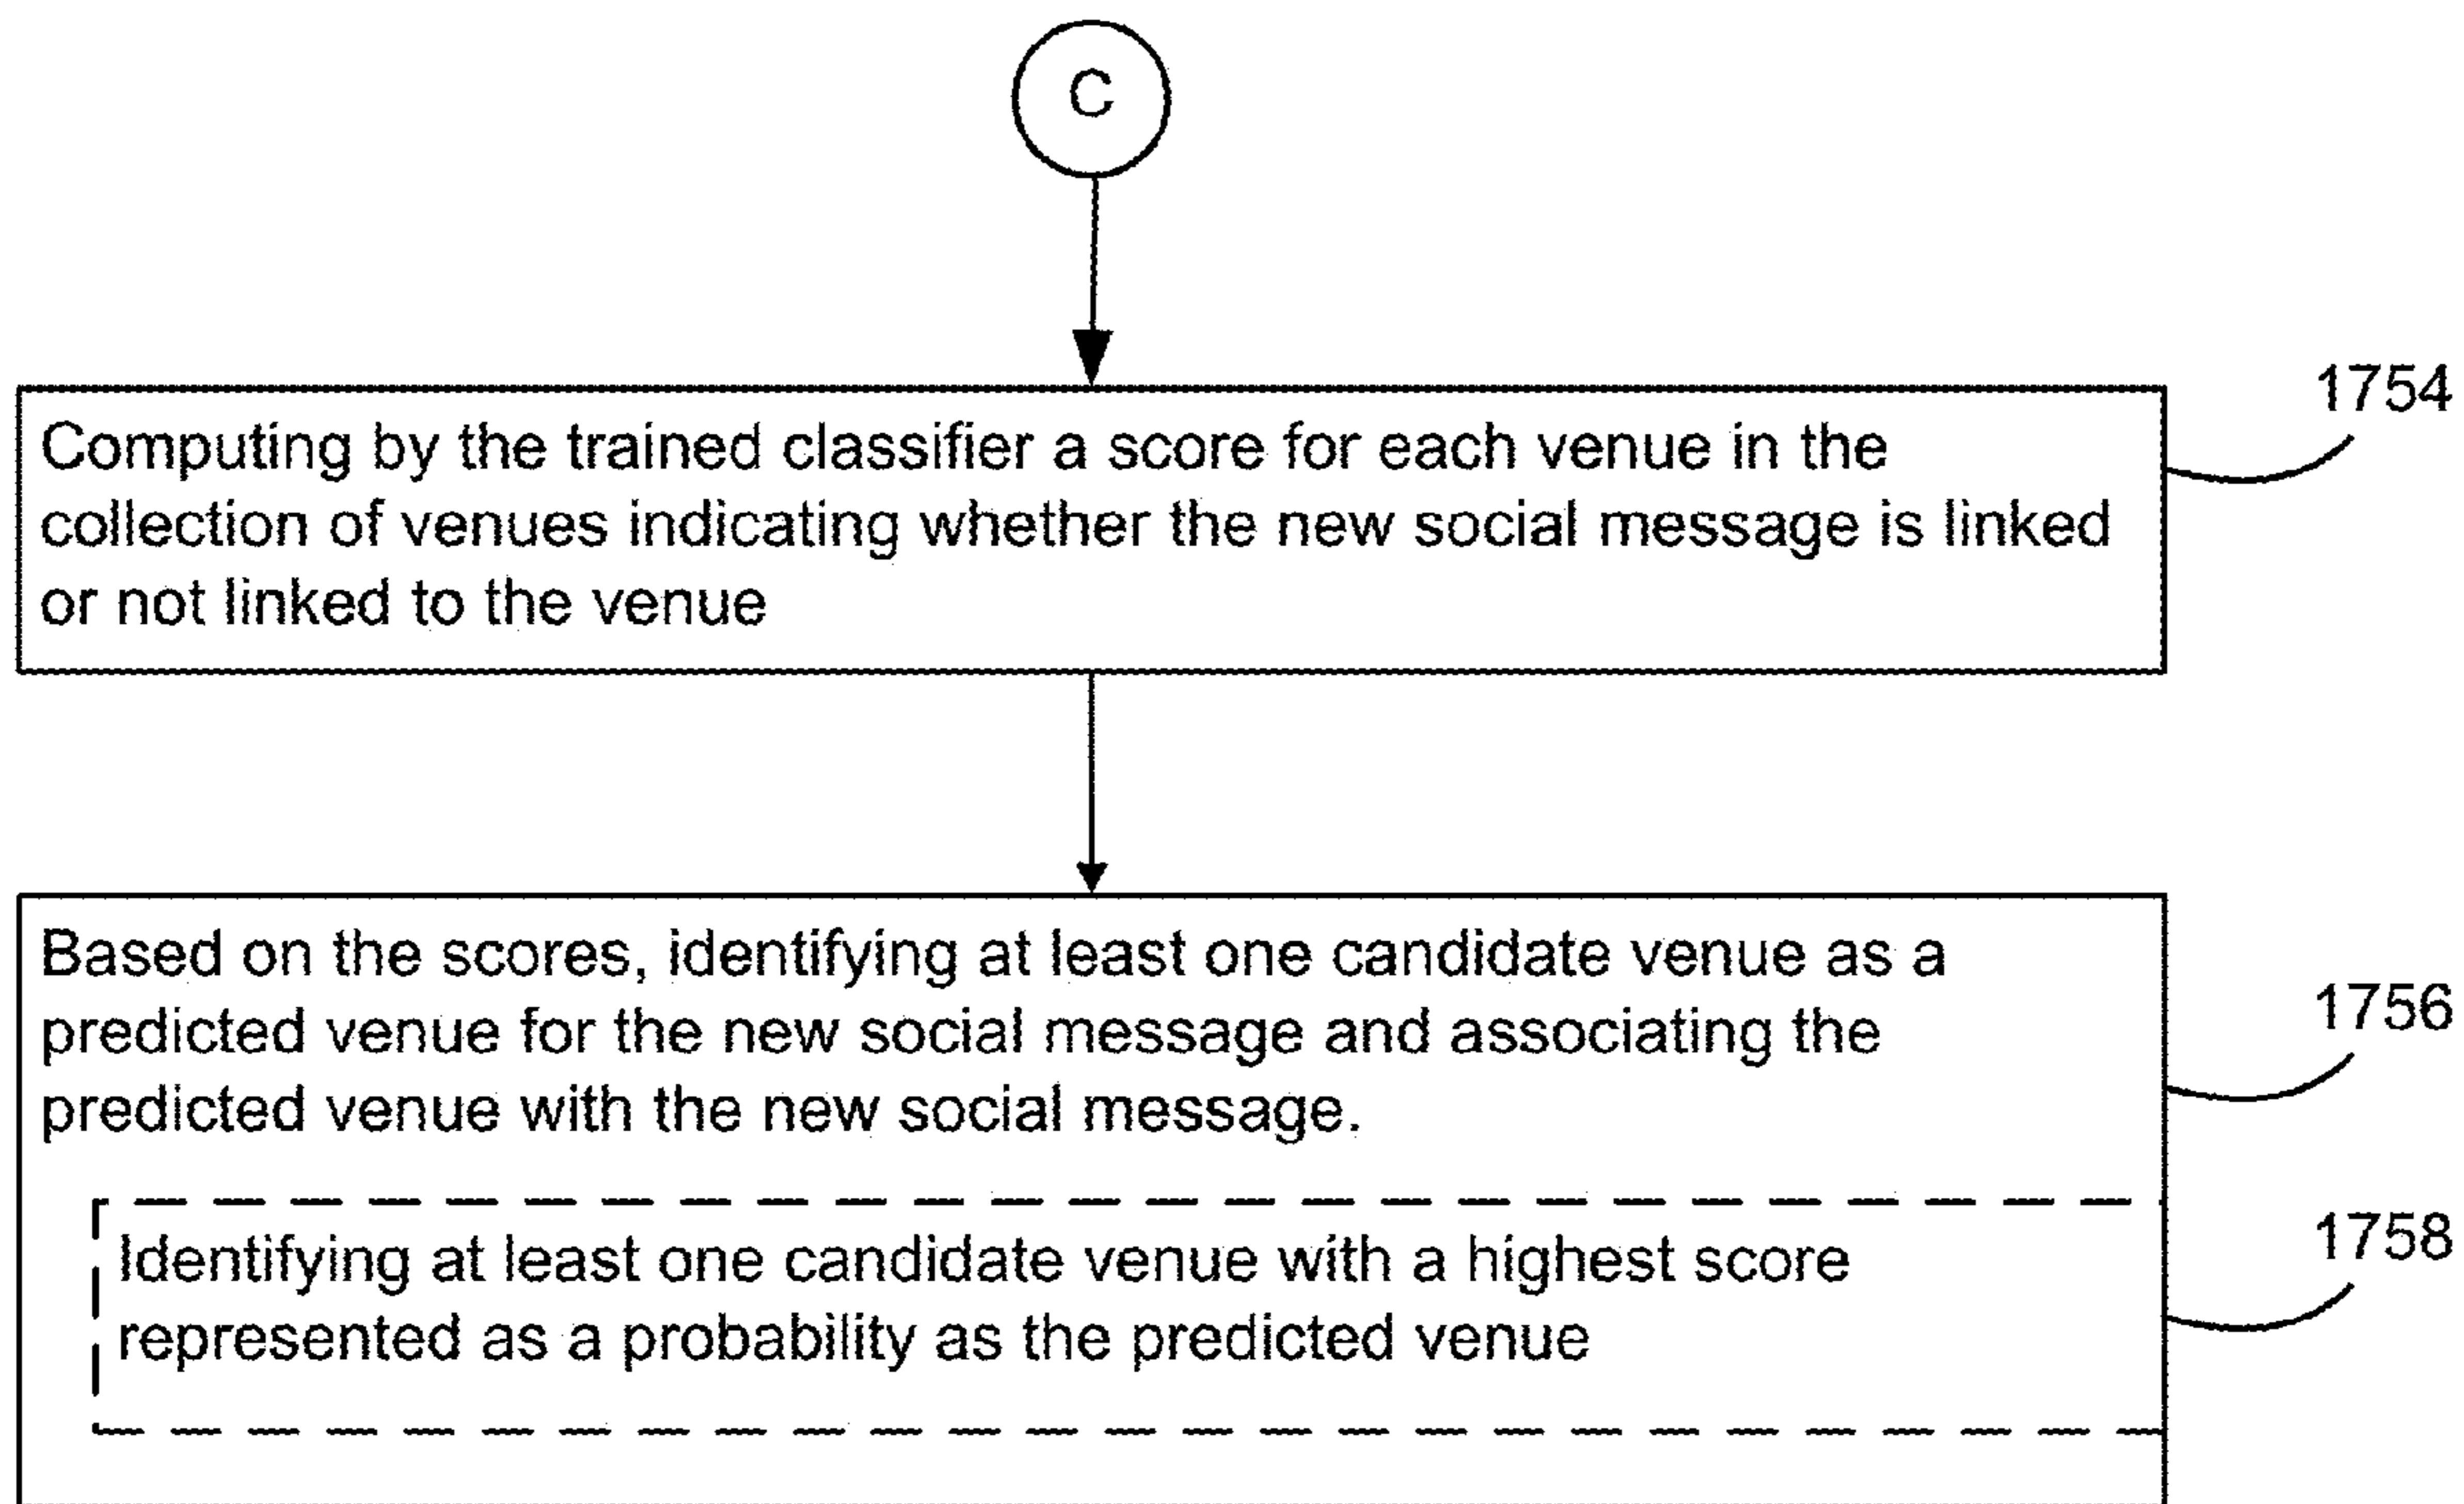 C
1754
Computing by the trained classifier a score for each venue in the
collection of venues indicating whether the new social message is linked
or not linked to the venue
Based on the scores, identifying at least one candidate venue as a
predicted venue for the new social message and associating the
predicted venue with the new social message.
1756
Identifying at least one candidate venue with a highest score
represented as a probability as the predicted venue
1758